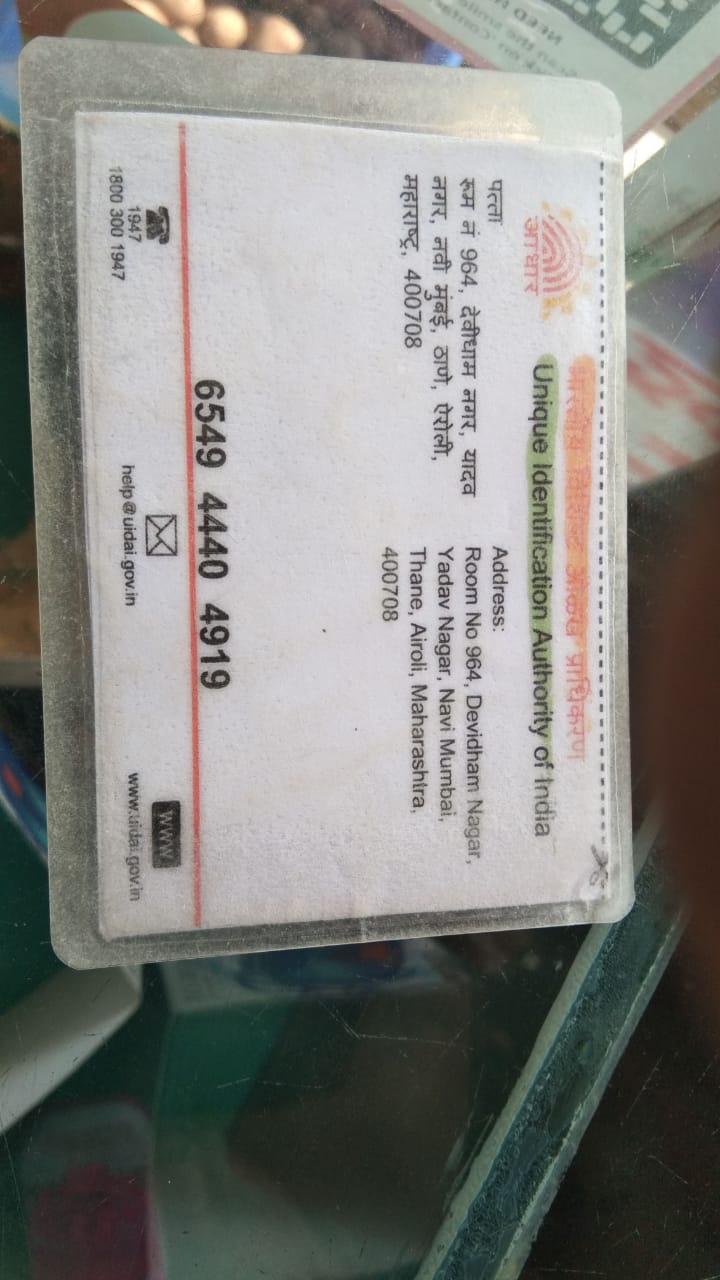 आधार
भारतीय विशिष्ट ओळख प्राधिकरण
Unique Identification Authority of India
पत्ता
रूम नं 964, देवीधाम नगर, यादव
नगर, नवी मुंबई, ठाणे, ऐरोली,
महाराष्ट्र, 400708
Address:
Room No 964, Devidham Nagar,
Yadav Nagar, Navi Mumbai,
Thane, Airoli, Maharashtra,
400708
6549 4440 4919
1947
1800 300 1947
help@uidai.gov.in
WWW
www.uidai.gov.in